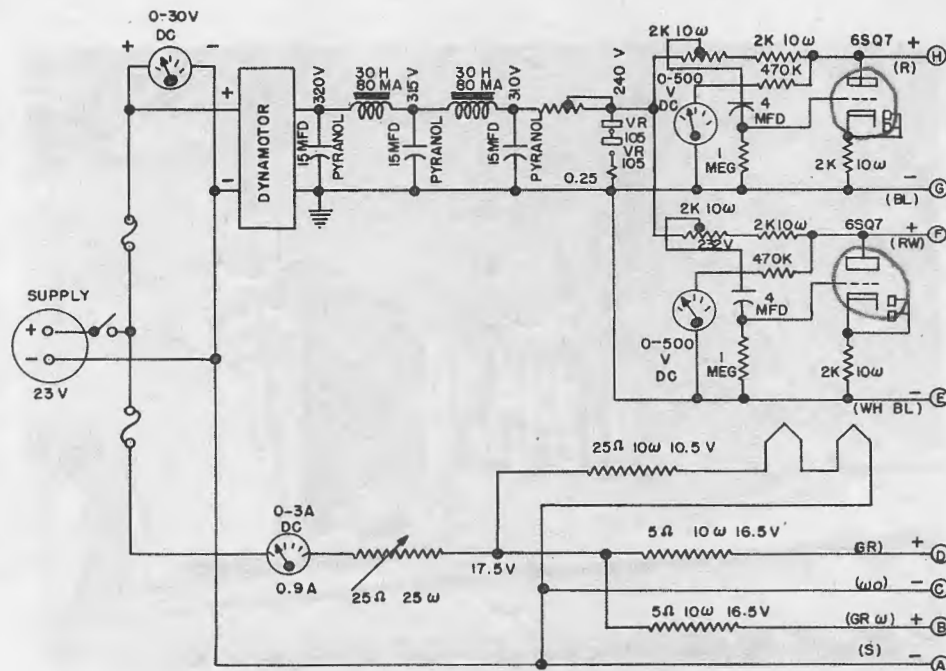 0-30V
DC
+
-
+
-
DYNAMOTOR
320V
15MFD
PYRANOL
30 H
80 MA
315V
15MFD
PYRANOL
30 H
80 MA
310V
15MFD
PYRANOL
240 V
VR
105
VR
105
0.25
2K 10ω
2K 10ω
470K
0-500
V DC
4
MFD
1
MEG
6SQ7
+
(R)
H
2K
10ω
-
(BL)
G
2K 10ω
232V
2K10ω
470K
0-500
V
DC
4
MFD
1
MEG
6SQ7
+
(RW)
F
2K
10ω
-
(WH BL)
E
SUPPLY
+
-
23 V
25Ω 10ω 10.5 V
0-3A
DC
0.9A
25Ω 25ω
17.5V
5Ω 10ω 16.5V
(GR)
+
D
(ωo)
-
C
5Ω 10ω 16.5V
(GR ω)
+
B
(S)
-